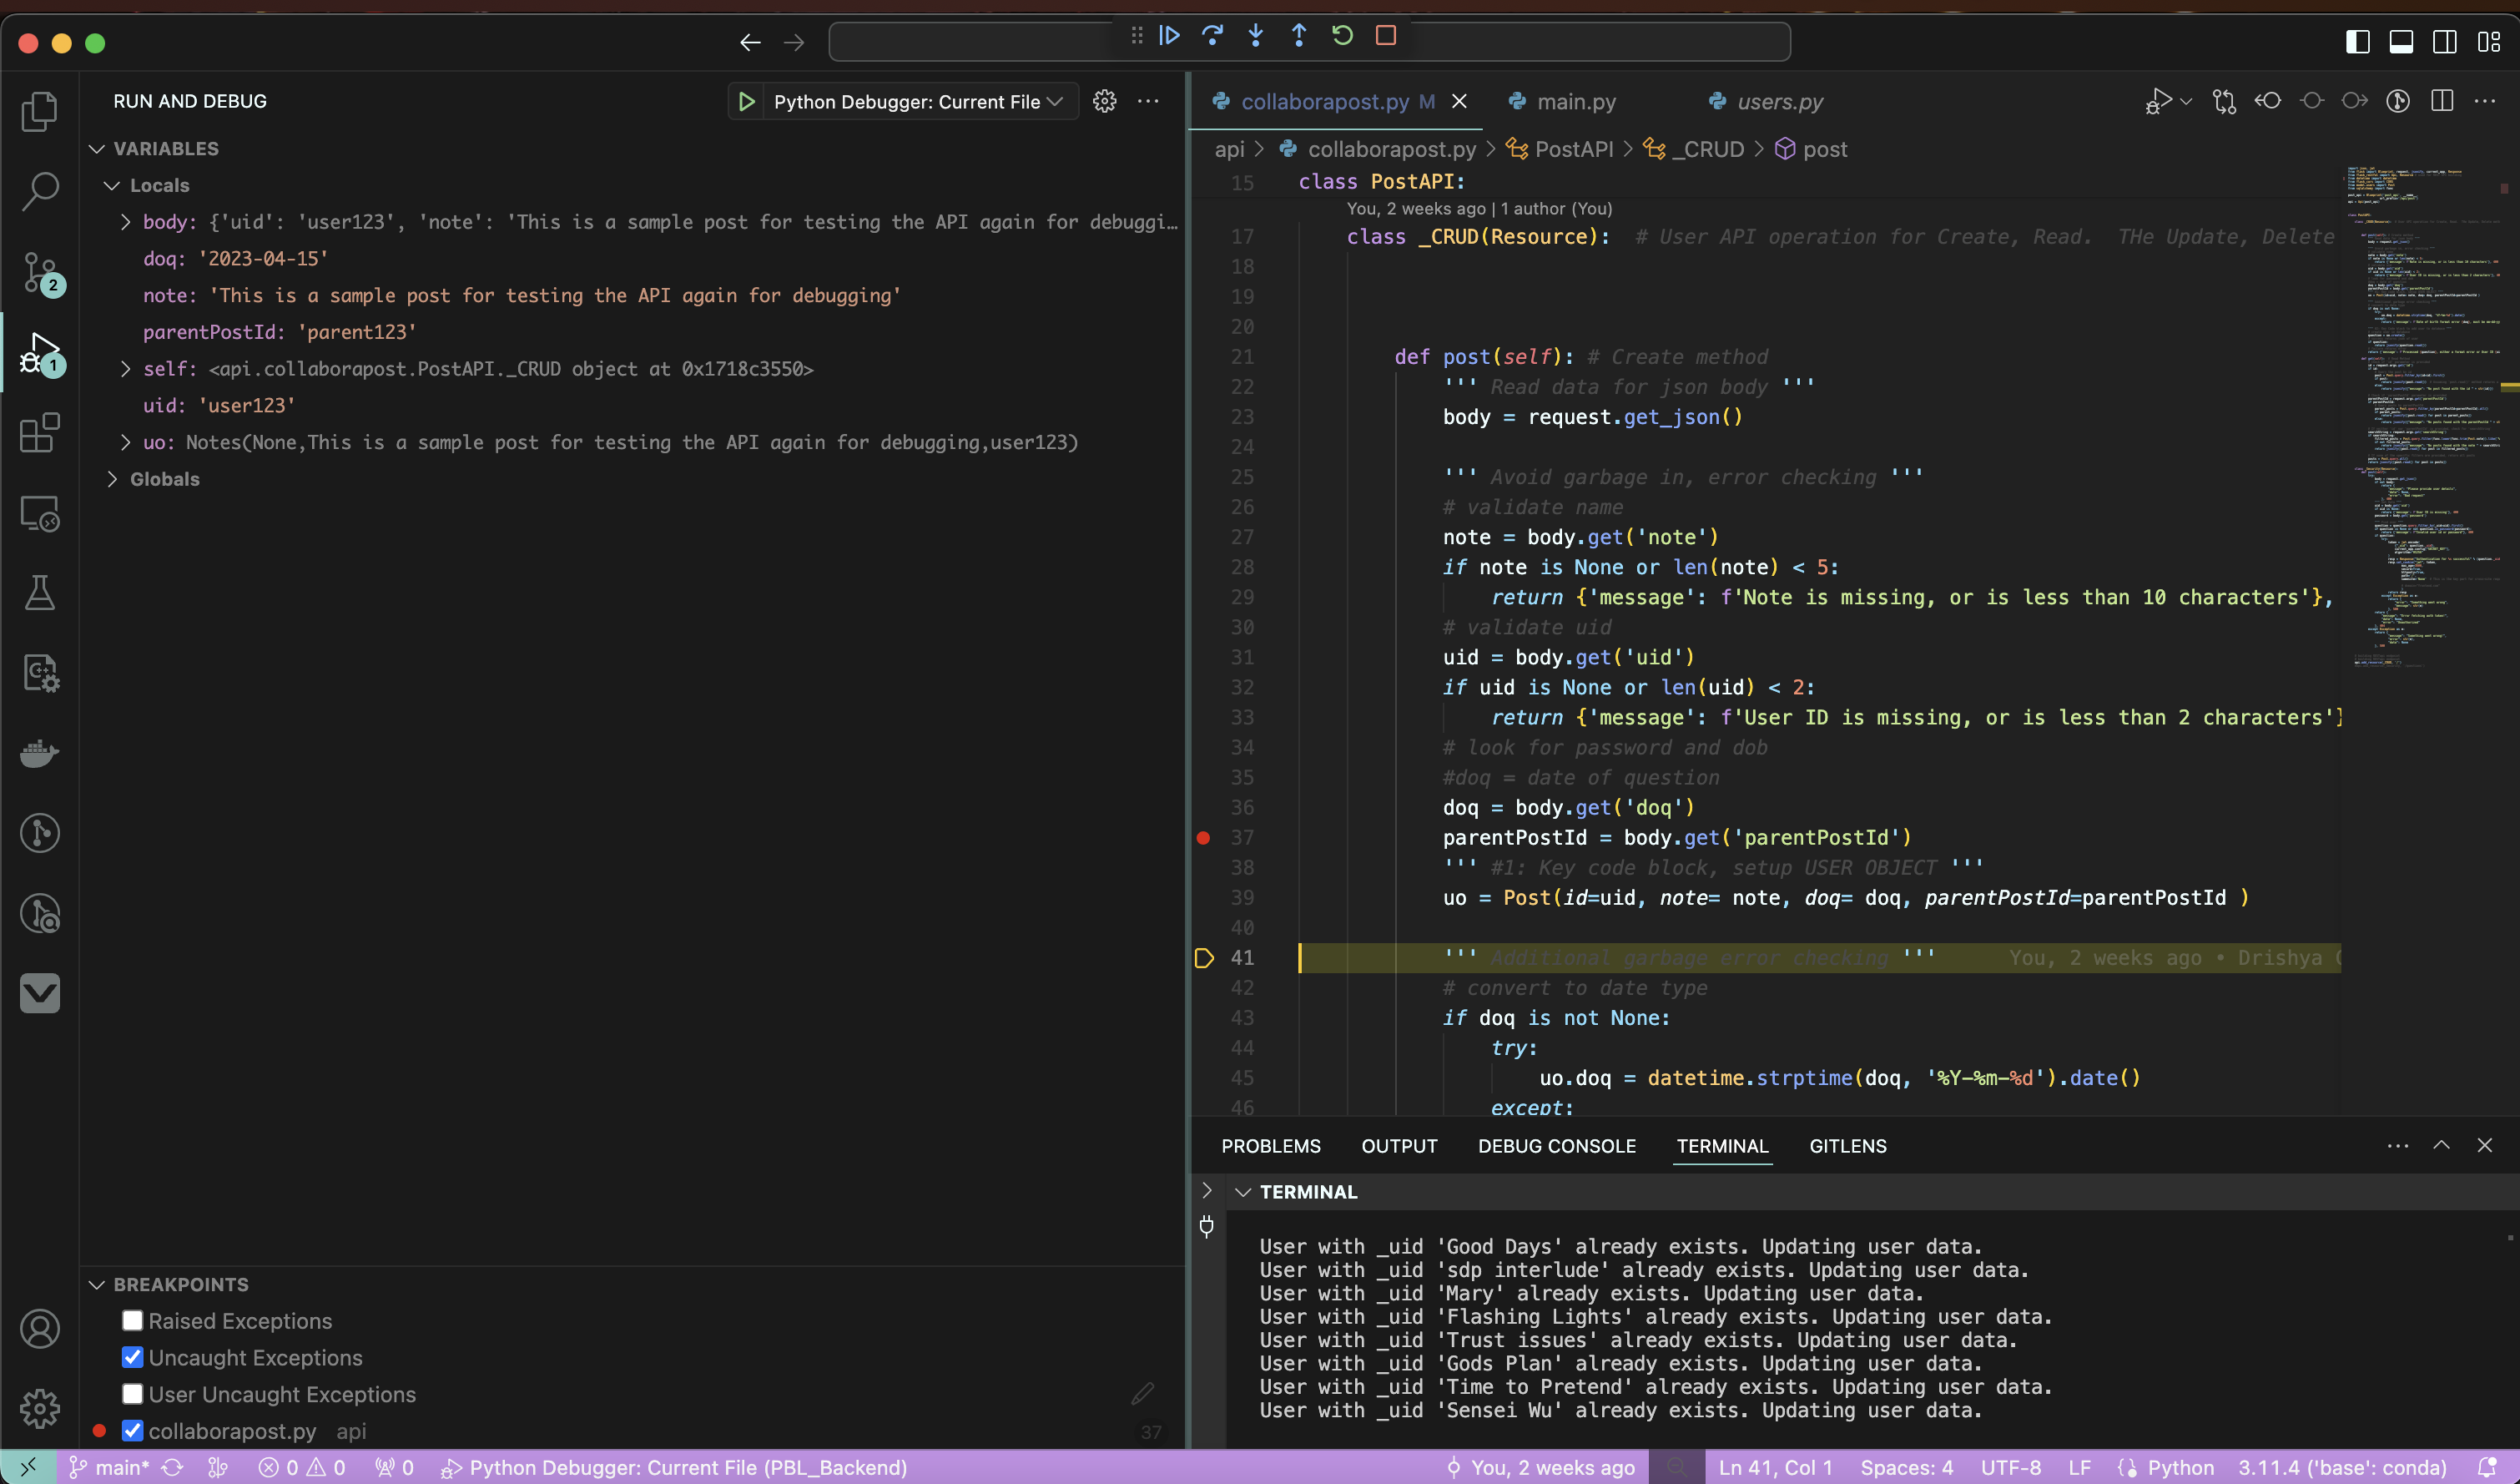 RUN AND DEBUG
Python Debugger: Current File
VARIABLES
Locals
body: {'uid': 'user123', 'note': 'This is a sample post for testing the API again for debuggi…
doq: '2023-04-15'
note: 'This is a sample post for testing the API again for debugging'
parentPostId: 'parent123'
self: <api.collaborapost.PostAPI._CRUD object at 0x1718c3550>
uid: 'user123'
uo: Notes(None,This is a sample post for testing the API again for debugging,user123)
Globals
2
1
BREAKPOINTS
Raised Exceptions
Uncaught Exceptions
User Uncaught Exceptions
collaborapost.py api 37
collaborapost.py M
main.py
users.py
api > collaborapost.py > PostAPI > _CRUD > post
15 class PostAPI:
You, 2 weeks ago | 1 author (You)
17 class _CRUD(Resource): # User API operation for Create, Read. THe Update, Delete
18
19
20
21 def post(self): # Create method
22 ''' Read data for json body '''
23 body = request.get_json()
24
25 ''' Avoid garbage in, error checking '''
26 # validate name
27 note = body.get('note')
28 if note is None or len(note) < 5:
29 return {'message': f'Note is missing, or is less than 10 characters'},
30 # validate uid
31 uid = body.get('uid')
32 if uid is None or len(uid) < 2:
33 return {'message': f'User ID is missing, or is less than 2 characters'}
34 # look for password and dob
35 #doq = date of question
36 doq = body.get('doq')
37 parentPostId = body.get('parentPostId')
38 ''' #1: Key code block, setup USER OBJECT '''
39 uo = Post(id=uid, note= note, doq= doq, parentPostId=parentPostId )
40
41 ''' Additional garbage error checking ''' You, 2 weeks ago • Drishya
42 # convert to date type
43 if doq is not None:
44 try:
45 uo.doq = datetime.strptime(doq, '%Y-%m-%d').date()
46 except:
PROBLEMS
OUTPUT
DEBUG CONSOLE
TERMINAL
GITLENS
TERMINAL
User with _uid 'Good Days' already exists. Updating user data.
User with _uid 'sdp interlude' already exists. Updating user data.
User with _uid 'Mary' already exists. Updating user data.
User with _uid 'Flashing Lights' already exists. Updating user data.
User with _uid 'Trust issues' already exists. Updating user data.
User with _uid 'Gods Plan' already exists. Updating user data.
User with _uid 'Time to Pretend' already exists. Updating user data.
User with _uid 'Sensei Wu' already exists. Updating user data.
main* 0 0 0 Python Debugger: Current File (PBL_Backend) You, 2 weeks ago Ln 41, Col 1 Spaces: 4 UTF-8 LF Python 3.11.4 ('base': conda)